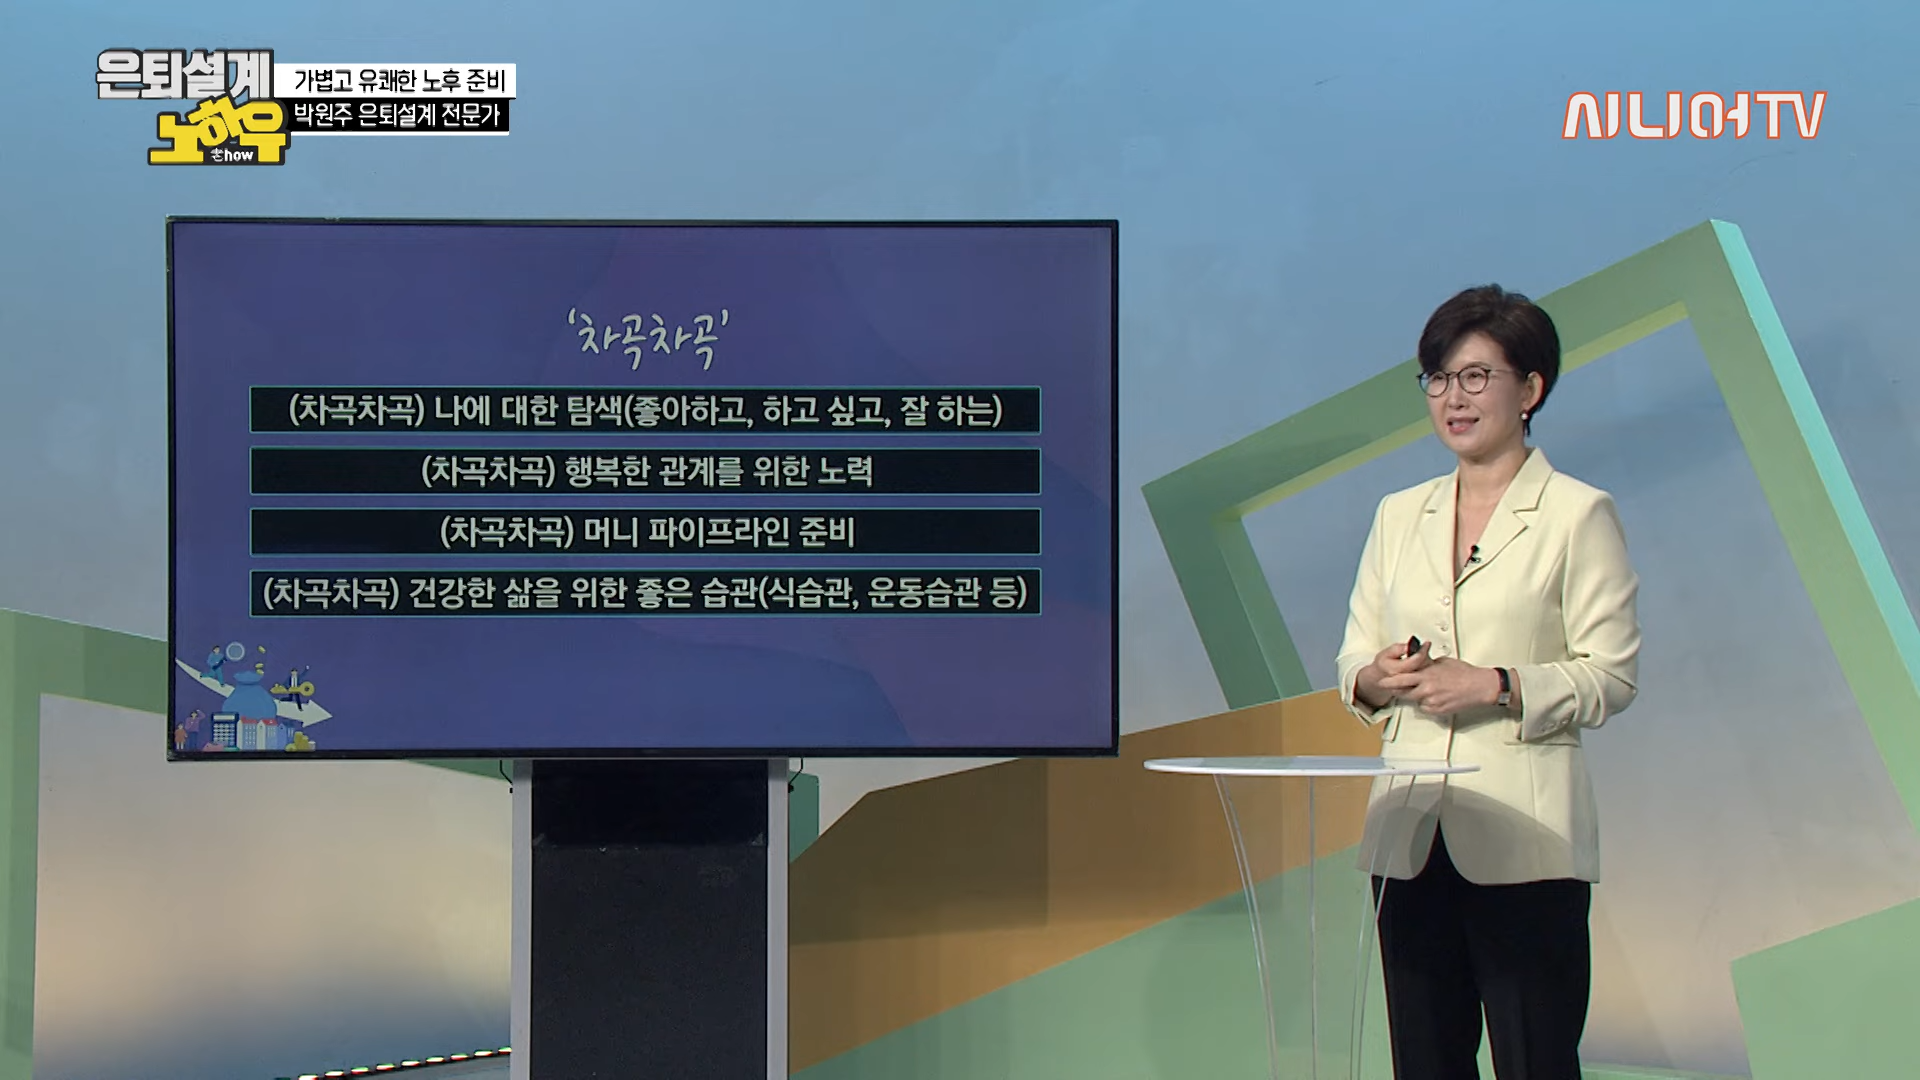 은퇴설계
노하우
老how
가볍고 유쾌한 노후 준비
박원주 은퇴설계 전문가
시니어TV
‘차곡차곡’
(차곡차곡) 나에 대한 탐색(좋아하고, 하고 싶고, 잘 하는)
(차곡차곡) 행복한 관계를 위한 노력
(차곡차곡) 머니 파이프라인 준비
(차곡차곡) 건강한 삶을 위한 좋은 습관(식습관, 운동습관 등)